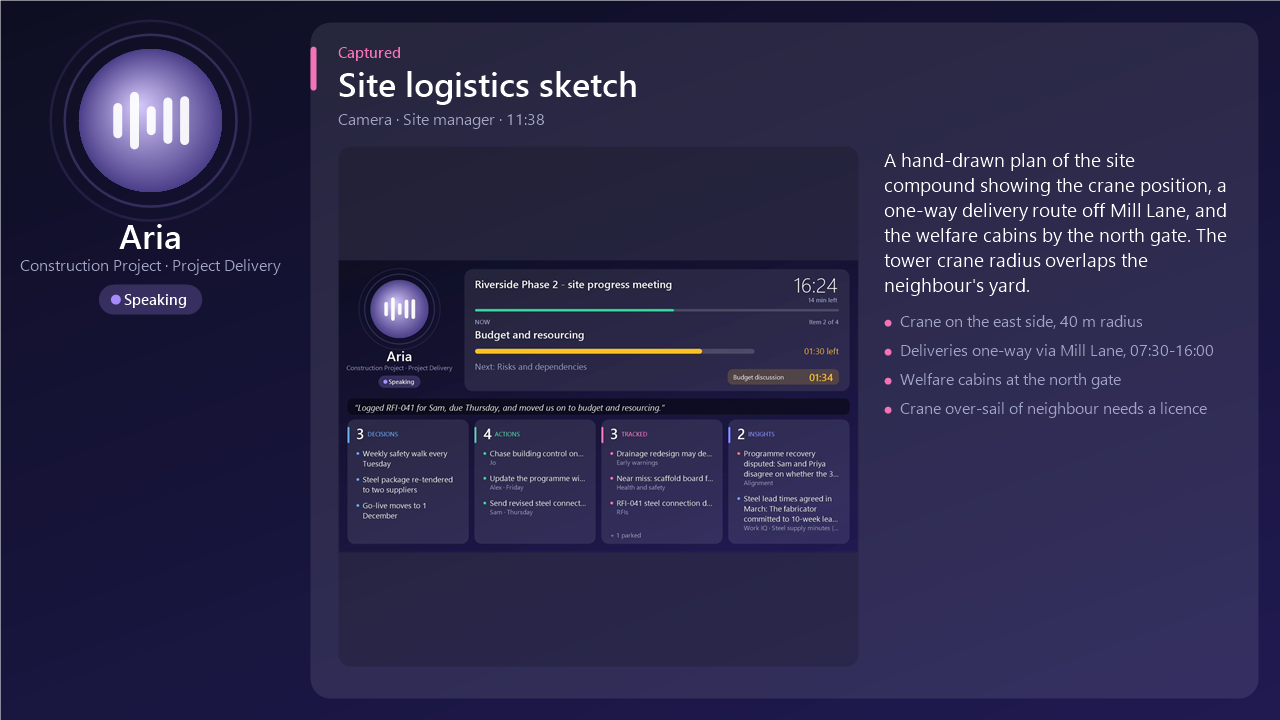 Aria
Construction Project · Project Delivery
Speaking
Captured
Site logistics sketch
Camera · Site manager · 11:38
Riverside Phase 2 - site progress meeting
16:24
14 min left
NOW
Item 2 of 4
Budget and resourcing
01:30 left
Next: Risks and dependencies
Budget discussion 01:34
Aria
Construction Project · Project Delivery
Speaking
"Logged RFI-041 for Sam, due Thursday, and moved us on to budget and resourcing."
3 DECISIONS
Weekly safety walk every
Tuesday
Steel package re-tendered
to two suppliers
Go-live moves to 1
December
4 ACTIONS
Chase building control on...
Jo
Update the programme wi...
Alex · Friday
Send revised steel connect...
Sam · Thursday
3 TRACKED
Drainage redesign may de...
Early warnings
Near miss: scaffold board f...
Health and safety
RFI-041 steel connection d...
RFIs
+ 1 parked
2 INSIGHTS
Programme recovery
disputed: Sam and Priya
disagree on whether the 3...
Alignment
Steel lead times agreed in
March: The fabricator
committed to 10-week lea...
Work IQ · Steel supply minutes (...
A hand-drawn plan of the site
compound showing the crane position, a
one-way delivery route off Mill Lane, and
the welfare cabins by the north gate. The
tower crane radius overlaps the
neighbour's yard.
Crane on the east side, 40 m radius
Deliveries one-way via Mill Lane, 07:30-16:00
Welfare cabins at the north gate
Crane over-sail of neighbour needs a licence